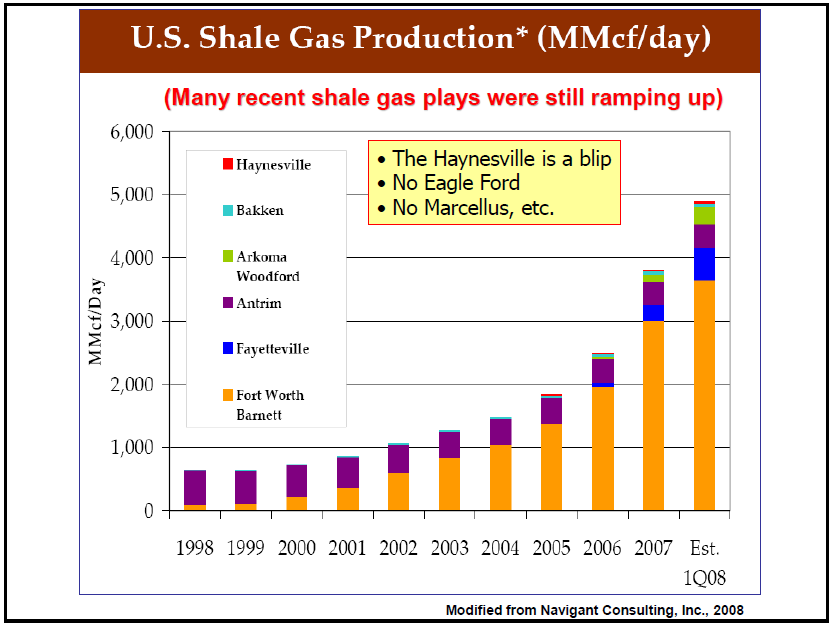 U.S. Shale Gas Production* (MMcf/day)
(Many recent shale gas plays were still ramping up)
6,000
5,000
4,000
3,000
2,000
1,000
0
MMcf/Day
Haynesville
Bakken
Arkoma
Woodford
Antrim
Fayetteville
Fort Worth
Barnett
• The Haynesville is a blip
• No Eagle Ford
• No Marcellus, etc.
1998 1999 2000 2001 2002 2003 2004 2005 2006 2007 Est.
1Q08
Modified from Navigant Consulting, Inc., 2008